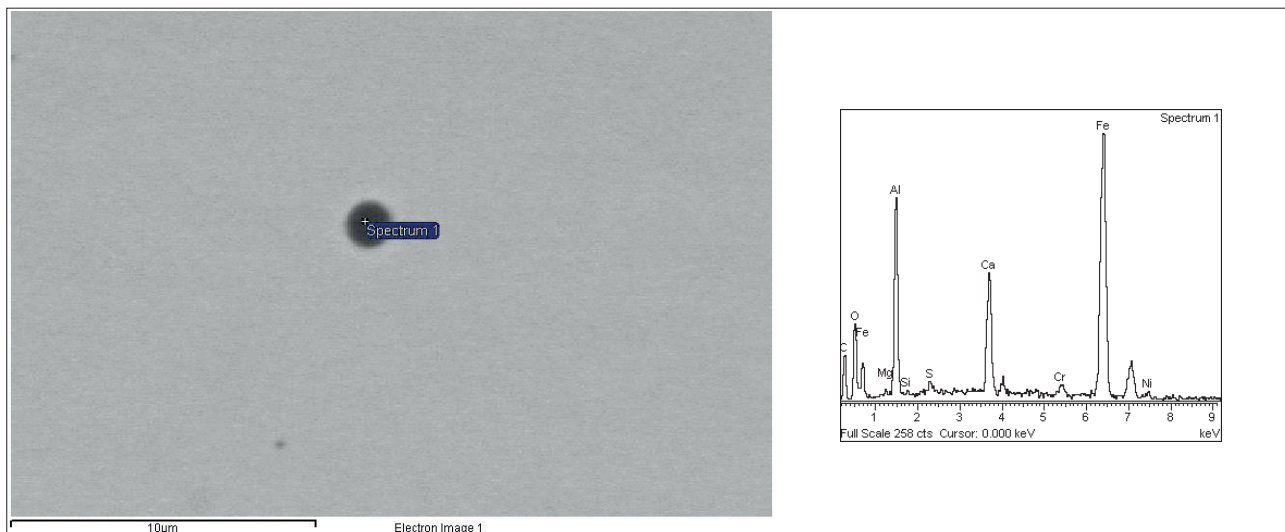 Spectrum 1
10µm
Electron Image 1
Spectrum 1
Fe
Al
Ca
O
Fe
C
Mg
Si
S
Cr
Ni
1 2 3 4 5 6 7 8 9
Full Scale 258 cts Cursor: 0.000 keV
keV